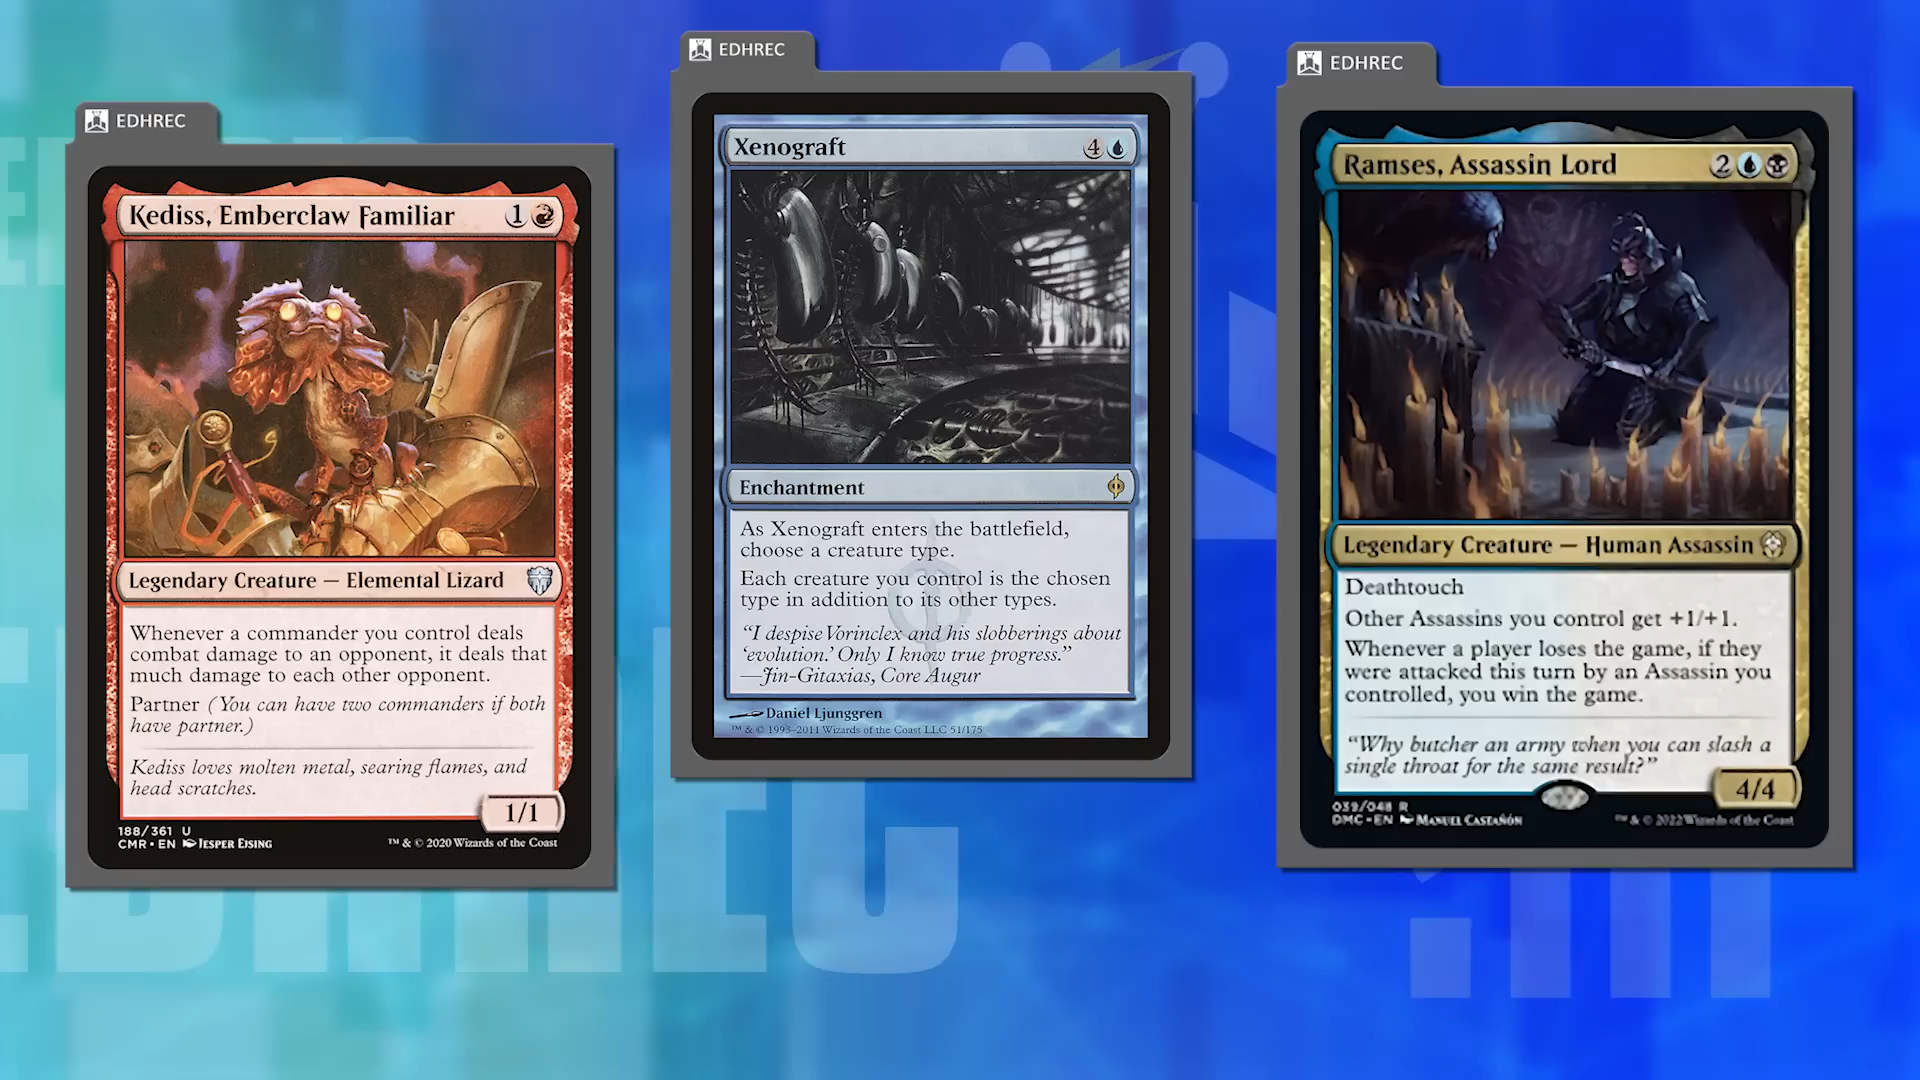 EDHREC
Kediss, Emberclaw Familiar 1
Legendary Creature — Elemental Lizard
Whenever a commander you control deals
combat damage to an opponent, it deals that
much damage to each other opponent.
Partner (You can have two commanders if both
have partner.)
Kediss loves molten metal, searing flames, and
head scratches.
1/1
188/361 U
CMR • EN JESPER EJSING
™ & © 2020 Wizards of the Coast
EDHREC
Xenograft 4
Enchantment
As Xenograft enters the battlefield,
choose a creature type.
Each creature you control is the chosen
type in addition to its other types.
“I despise Vorinclex and his slobberings about
‘evolution.’ Only I know true progress.”
—Jin-Gitaxias, Core Augur
Daniel Ljunggren
™ & © 1993–2011 Wizards of the Coast LLC 51/175
EDHREC
Ramses, Assassin Lord 2
Legendary Creature — Human Assassin
Deathtouch
Other Assassins you control get +1/+1.
Whenever a player loses the game, if they
were attacked this turn by an Assassin you
controlled, you win the game.
“Why butcher an army when you can slash a
single throat for the same result?”
4/4
039/048 R
DMC • EN MANUEL CASTAÑÓN
™ & © 2022 Wizards of the Coast